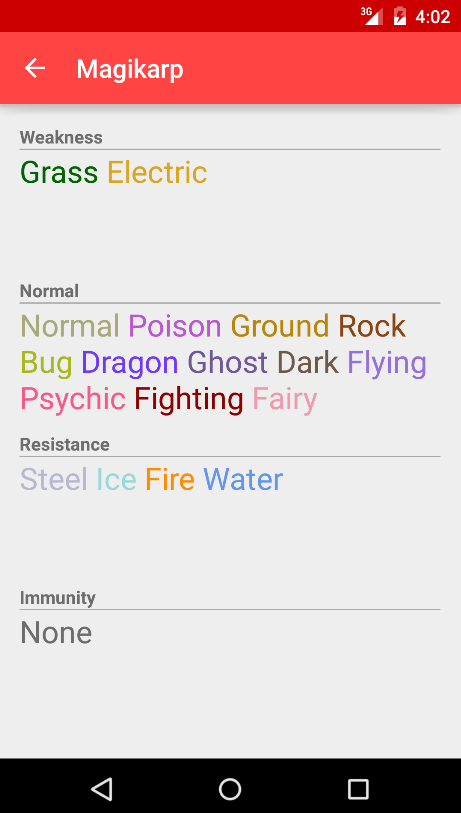 3G 4:02
Magikarp
Weakness
Grass Electric
Normal
Normal Poison Ground Rock
Bug Dragon Ghost Dark Flying
Psychic Fighting Fairy
Resistance
Steel Ice Fire Water
Immunity
None